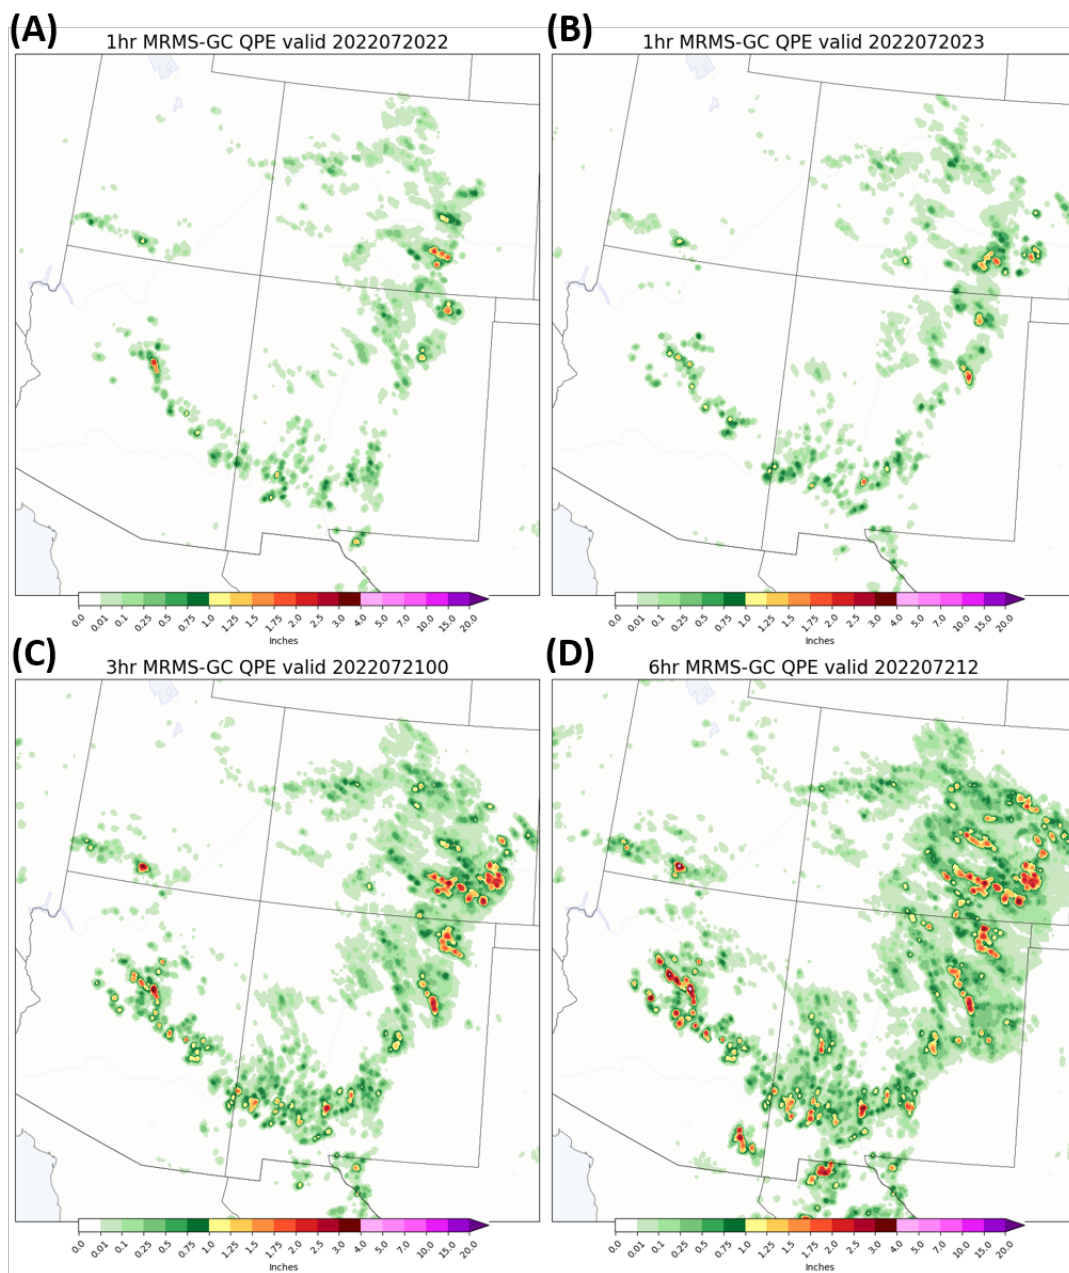 (A)
1hr MRMS-GC QPE valid 2022072022
0.0 0.01 0.1 0.25 0.5 0.75 1.0 1.25 1.5 1.75 2.0 2.5 3.0 4.0 5.0 7.0 10.0 15.0 20.0
Inches
(B)
1hr MRMS-GC QPE valid 2022072023
0.0 0.01 0.1 0.25 0.5 0.75 1.0 1.25 1.5 1.75 2.0 2.5 3.0 4.0 5.0 7.0 10.0 15.0 20.0
Inches
(C)
3hr MRMS-GC QPE valid 2022072100
0.0 0.01 0.1 0.25 0.5 0.75 1.0 1.25 1.5 1.75 2.0 2.5 3.0 4.0 5.0 7.0 10.0 15.0 20.0
Inches
(D)
6hr MRMS-GC QPE valid 202207212
0.0 0.01 0.1 0.25 0.5 0.75 1.0 1.25 1.5 1.75 2.0 2.5 3.0 4.0 5.0 7.0 10.0 15.0 20.0
Inches